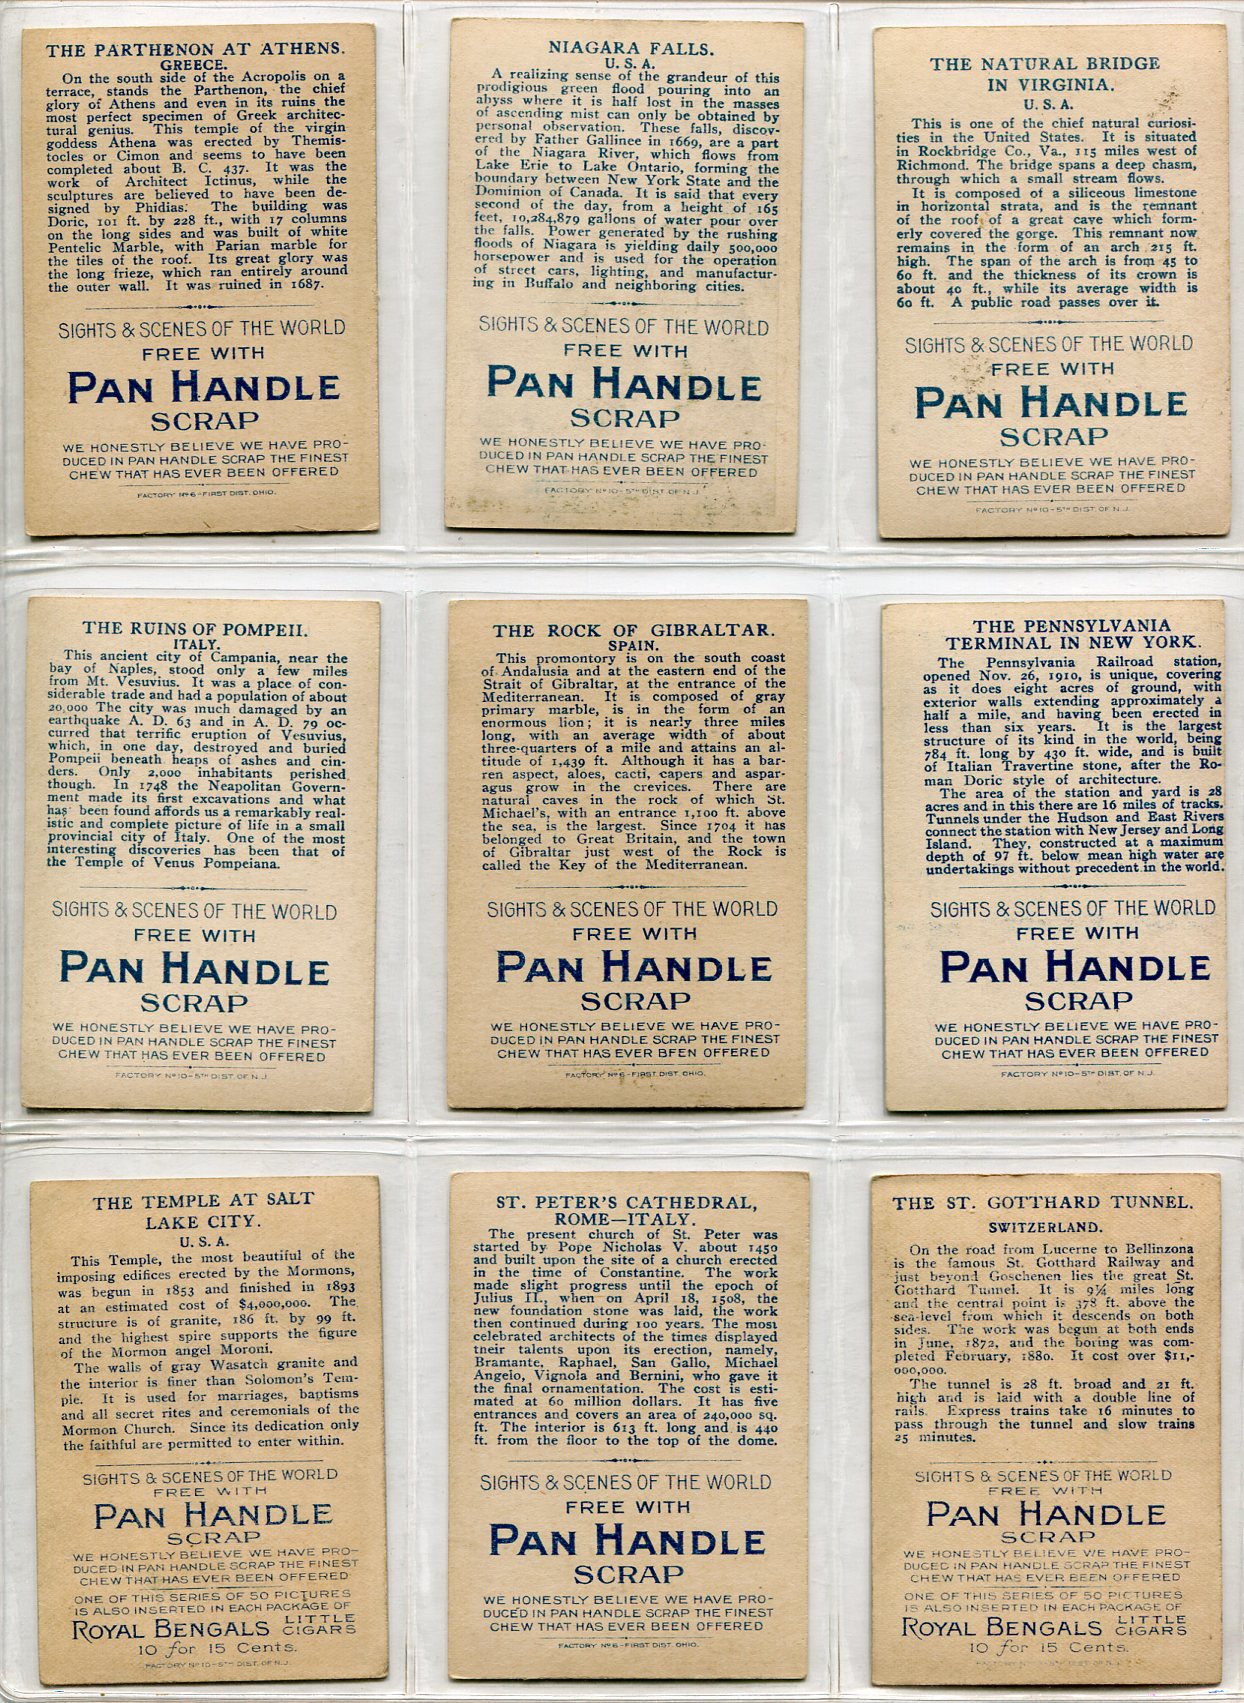 THE PARTHENON AT ATHENS.
GREECE.
On the south side of the Acropolis on a
terrace, stands the Parthenon, the chief
glory of Athens and even in its ruins the
most perfect specimen of Greek architec-
tural genius. This temple of the virgin
goddess Athena was erected by Themis-
tocles or Cimon and seems to have been
completed about B. C. 437. It was the
work of Architect Ictinus, while the
sculptures are believed to have been de-
signed by Phidias. The building was
Doric, 101 ft. by 228 ft., with 17 columns
on the long sides and was built of white
Pentelic Marble, with Parian marble for
the tiles of the roof. Its great glory was
the long frieze, which ran entirely around
the outer wall. It was ruined in 1687.
SIGHTS & SCENES OF THE WORLD
FREE WITH
PAN HANDLE
SCRAP
WE HONESTLY BELIEVE WE HAVE PRO-
DUCED IN PAN HANDLE SCRAP THE FINEST
CHEW THAT HAS EVER BEEN OFFERED
FACTORY Nº 6-FIRST DIST. OHIO.
NIAGARA FALLS.
U. S. A.
A realizing sense of the grandeur of this
prodigious green flood pouring into an
abyss where it is half lost in the masses
of ascending mist can only be obtained by
personal observation. These falls, discov-
ered by Father Gallinee in 1669, are a part
of the Niagara River, which flows from
Lake Erie to Lake Ontario, forming the
boundary between New York State and the
Dominion of Canada. It is said that every
second of the day, from a height of 165
feet, 10,284,879 gallons of water pour over
the falls. Power generated by the rushing
floods of Niagara is yielding daily 500,000
horsepower and is used for the operation
of street cars, lighting, and manufactur-
ing in Buffalo and neighboring cities.
SIGHTS & SCENES OF THE WORLD
FREE WITH
PAN HANDLE
SCRAP
WE HONESTLY BELIEVE WE HAVE PRO-
DUCED IN PAN HANDLE SCRAP THE FINEST
CHEW THAT HAS EVER BEEN OFFERED
FACTORY Nº 10-5TH DIST. OF N.J.
THE NATURAL BRIDGE
IN VIRGINIA.
U. S. A.
This is one of the chief natural curiosi-
ties in the United States. It is situated
in Rockbridge Co., Va., 115 miles west of
Richmond. The bridge spans a deep chasm,
through which a small stream flows.
It is composed of a siliceous limestone
in horizontal strata, and is the remnant
of the roof of a great cave which form-
erly covered the gorge. This remnant now
remains in the form of an arch 215 ft.
high. The span of the arch is from 45 to
60 ft. and the thickness of its crown is
about 40 ft., while its average width is
60 ft. A public road passes over it.
SIGHTS & SCENES OF THE WORLD
FREE WITH
PAN HANDLE
SCRAP
WE HONESTLY BELIEVE WE HAVE PRO-
DUCED IN PAN HANDLE SCRAP THE FINEST
CHEW THAT HAS EVER BEEN OFFERED
FACTORY Nº 10-5TH DIST. OF N.J.
THE RUINS OF POMPEII.
ITALY.
This ancient city of Campania, near the
bay of Naples, stood only a few miles
from Mt. Vesuvius. It was a place of con-
siderable trade and had a population of about
20,000 The city was much damaged by an
earthquake A. D. 63 and in A. D. 79 oc-
curred that terrific eruption of Vesuvius,
which, in one day, destroyed and buried
Pompeii beneath heaps of ashes and cin-
ders. Only 2,000 inhabitants perished
though. In 1748 the Neapolitan Govern-
ment made its first excavations and what
has been found affords us a remarkably real-
istic and complete picture of life in a small
provincial city of Italy. One of the most
interesting discoveries has been that of
the Temple of Venus Pompeiana.
SIGHTS & SCENES OF THE WORLD
FREE WITH
PAN HANDLE
SCRAP
WE HONESTLY BELIEVE WE HAVE PRO-
DUCED IN PAN HANDLE SCRAP THE FINEST
CHEW THAT HAS EVER BEEN OFFERED
FACTORY Nº 10-5TH DIST. OF N.J.
THE ROCK OF GIBRALTAR.
SPAIN.
This promontory is on the south coast
of Andalusia and at the eastern end of the
Strait of Gibraltar, at the entrance of the
Mediterranean. It is composed of gray
primary marble, is in the form of an
enormous lion; it is nearly three miles
long, with an average width of about
three-quarters of a mile and attains an al-
titude of 1,439 ft. Although it has a bar-
ren aspect, aloes, cacti, capers and aspar-
agus grow in the crevices. There are
natural caves in the rock of which St.
Michael's, with an entrance 1,100 ft. above
the sea, is the largest. Since 1704 it has
belonged to Great Britain, and the town
of Gibraltar just west of the Rock is
called the Key of the Mediterranean.
SIGHTS & SCENES OF THE WORLD
FREE WITH
PAN HANDLE
SCRAP
WE HONESTLY BELIEVE WE HAVE PRO-
DUCED IN PAN HANDLE SCRAP THE FINEST
CHEW THAT HAS EVER BEEN OFFERED
FACTORY Nº 6-FIRST DIST. OHIO.
THE PENNSYLVANIA
TERMINAL IN NEW YORK.
The Pennsylvania Railroad station,
opened Nov. 26, 1910, is unique, covering
as it does eight acres of ground, with
exterior walls extending approximately a
half a mile, and having been erected in
less than six years. It is the largest
structure of its kind in the world, being
784 ft. long by 430 ft. wide, and is built
of Italian Travertine stone, after the Ro-
man Doric style of architecture.
The area of the station and yard is 28
acres and in this there are 16 miles of tracks.
Tunnels under the Hudson and East Rivers
connect the station with New Jersey and Long
Island. They, constructed at a maximum
depth of 97 ft. below mean high water are
undertakings without precedent in the world.
SIGHTS & SCENES OF THE WORLD
FREE WITH
PAN HANDLE
SCRAP
WE HONESTLY BELIEVE WE HAVE PRO-
DUCED IN PAN HANDLE SCRAP THE FINEST
CHEW THAT HAS EVER BEEN OFFERED
FACTORY Nº 10-5TH DIST. OF N.J.
THE TEMPLE AT SALT
LAKE CITY.
U. S. A.
This Temple, the most beautiful of the
imposing edifices erected by the Mormons,
was begun in 1853 and finished in 1893
at an estimated cost of $4,000,000. The
structure is of granite, 186 ft. by 99 ft.
and the highest spire supports the figure
of the Mormon angel Moroni.
The walls of gray Wasatch granite and
the interior is finer than Solomon's Tem-
ple. It is used for marriages, baptisms
and all secret rites and ceremonials of the
Mormon Church. Since its dedication only
the faithful are permitted to enter within.
SIGHTS & SCENES OF THE WORLD
FREE WITH
PAN HANDLE
SCRAP
WE HONESTLY BELIEVE WE HAVE PRO-
DUCED IN PAN HANDLE SCRAP THE FINEST
CHEW THAT HAS EVER BEEN OFFERED
ONE OF THIS SERIES OF 50 PICTURES
IS ALSO INSERTED IN EACH PACKAGE OF
ROYAL BENGALS LITTLE CIGARS
10 for 15 Cents.
FACTORY Nº 10-5TH DIST. OF N.J.
ST. PETER'S CATHEDRAL,
ROME—ITALY.
The present church of St. Peter was
started by Pope Nicholas V. about 1450
and built upon the site of a church erected
in the time of Constantine. The work
made slight progress until the epoch of
Julius II., when on April 18, 1508, the
new foundation stone was laid, the work
then continued during 100 years. The most
celebrated architects of the times displayed
their talents upon its erection, namely,
Bramante, Raphael, San Gallo, Michael
Angelo, Vignola and Bernini, who gave it
the final ornamentation. The cost is esti-
mated at 60 million dollars. It has five
entrances and covers an area of 240,000 sq.
ft. The interior is 613 ft. long and is 440
ft. from the floor to the top of the dome.
SIGHTS & SCENES OF THE WORLD
FREE WITH
PAN HANDLE
SCRAP
WE HONESTLY BELIEVE WE HAVE PRO-
DUCED IN PAN HANDLE SCRAP THE FINEST
CHEW THAT HAS EVER BEEN OFFERED
FACTORY Nº 6-FIRST DIST. OHIO.
THE ST. GOTTHARD TUNNEL.
SWITZERLAND.
On the road from Lucerne to Bellinzona
is the famous St. Gotthard Railway and
just beyond Goschenen lies the great St.
Gotthard Tunnel. It is 9¼ miles long
and the central point is 378 ft. above the
sea-level from which it descends on both
sides. The work was begun at both ends
in June, 1872, and the boring was com-
pleted February, 1880. It cost over $11,-
000,000.
The tunnel is 28 ft. broad and 21 ft.
high and is laid with a double line of
rails. Express trains take 16 minutes to
pass through the tunnel and slow trains
25 minutes.
SIGHTS & SCENES OF THE WORLD
FREE WITH
PAN HANDLE
SCRAP
WE HONESTLY BELIEVE WE HAVE PRO-
DUCED IN PAN HANDLE SCRAP THE FINEST
CHEW THAT HAS EVER BEEN OFFERED
ONE OF THIS SERIES OF 50 PICTURES
IS ALSO INSERTED IN EACH PACKAGE OF
ROYAL BENGALS LITTLE CIGARS
10 for 15 Cents.
FACTORY Nº 10-5TH DIST. OF N.J.